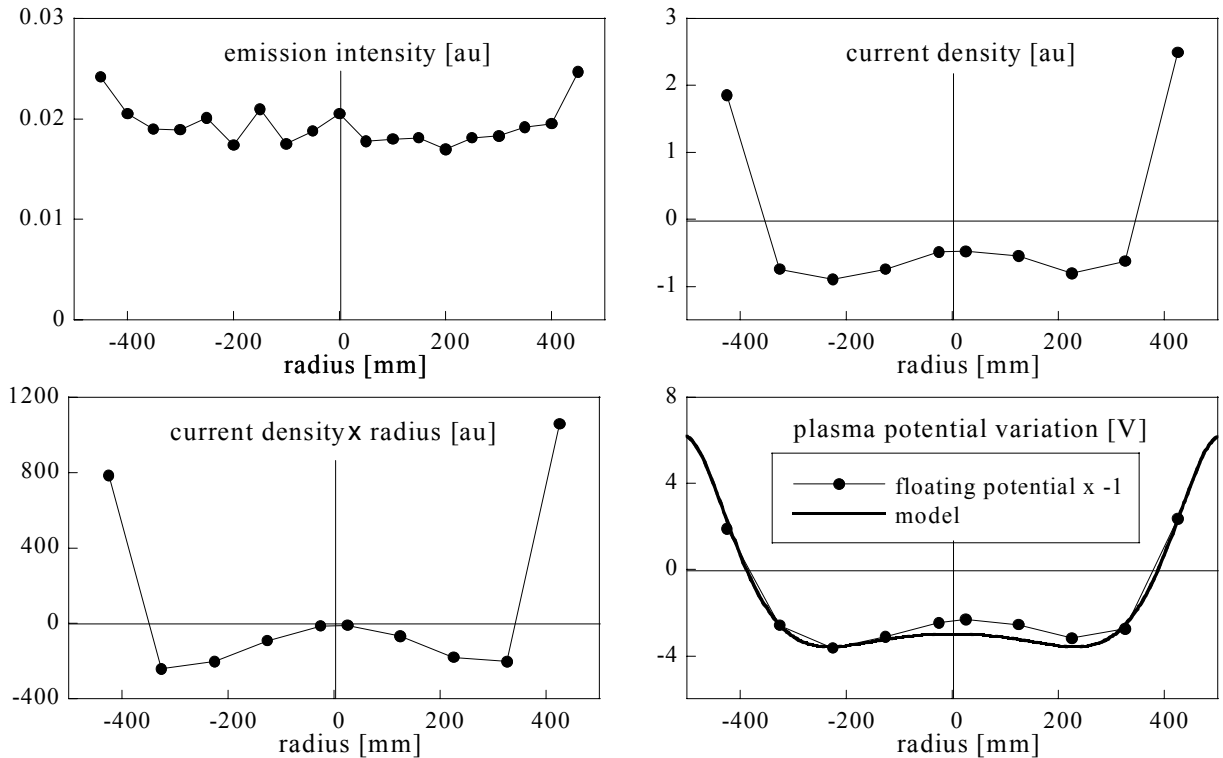 emission intensity [au]
0.03
0.02
0.01
0
-400 -200 0 200 400
radius [mm]
current density [au]
3
2
1
0
-1
-400 -200 0 200 400
radius [mm]
current density x radius [au]
1200
800
400
0
-400
-400 -200 0 200 400
radius [mm]
plasma potential variation [V]
floating potential x -1
model
8
4
0
-4
-400 -200 0 200 400
radius [mm]